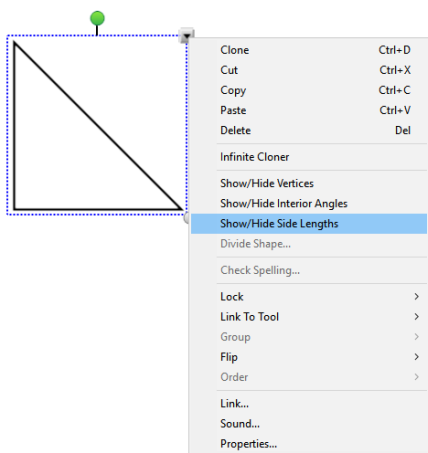 Clone Ctrl+D
Cut Ctrl+X
Copy Ctrl+C
Paste Ctrl+V
Delete Del
Infinite Cloner
Show/Hide Vertices
Show/Hide Interior Angles
Show/Hide Side Lengths
Divide Shape...
Check Spelling...
Lock
Link To Tool
Group
Flip
Order
Link...
Sound...
Properties...